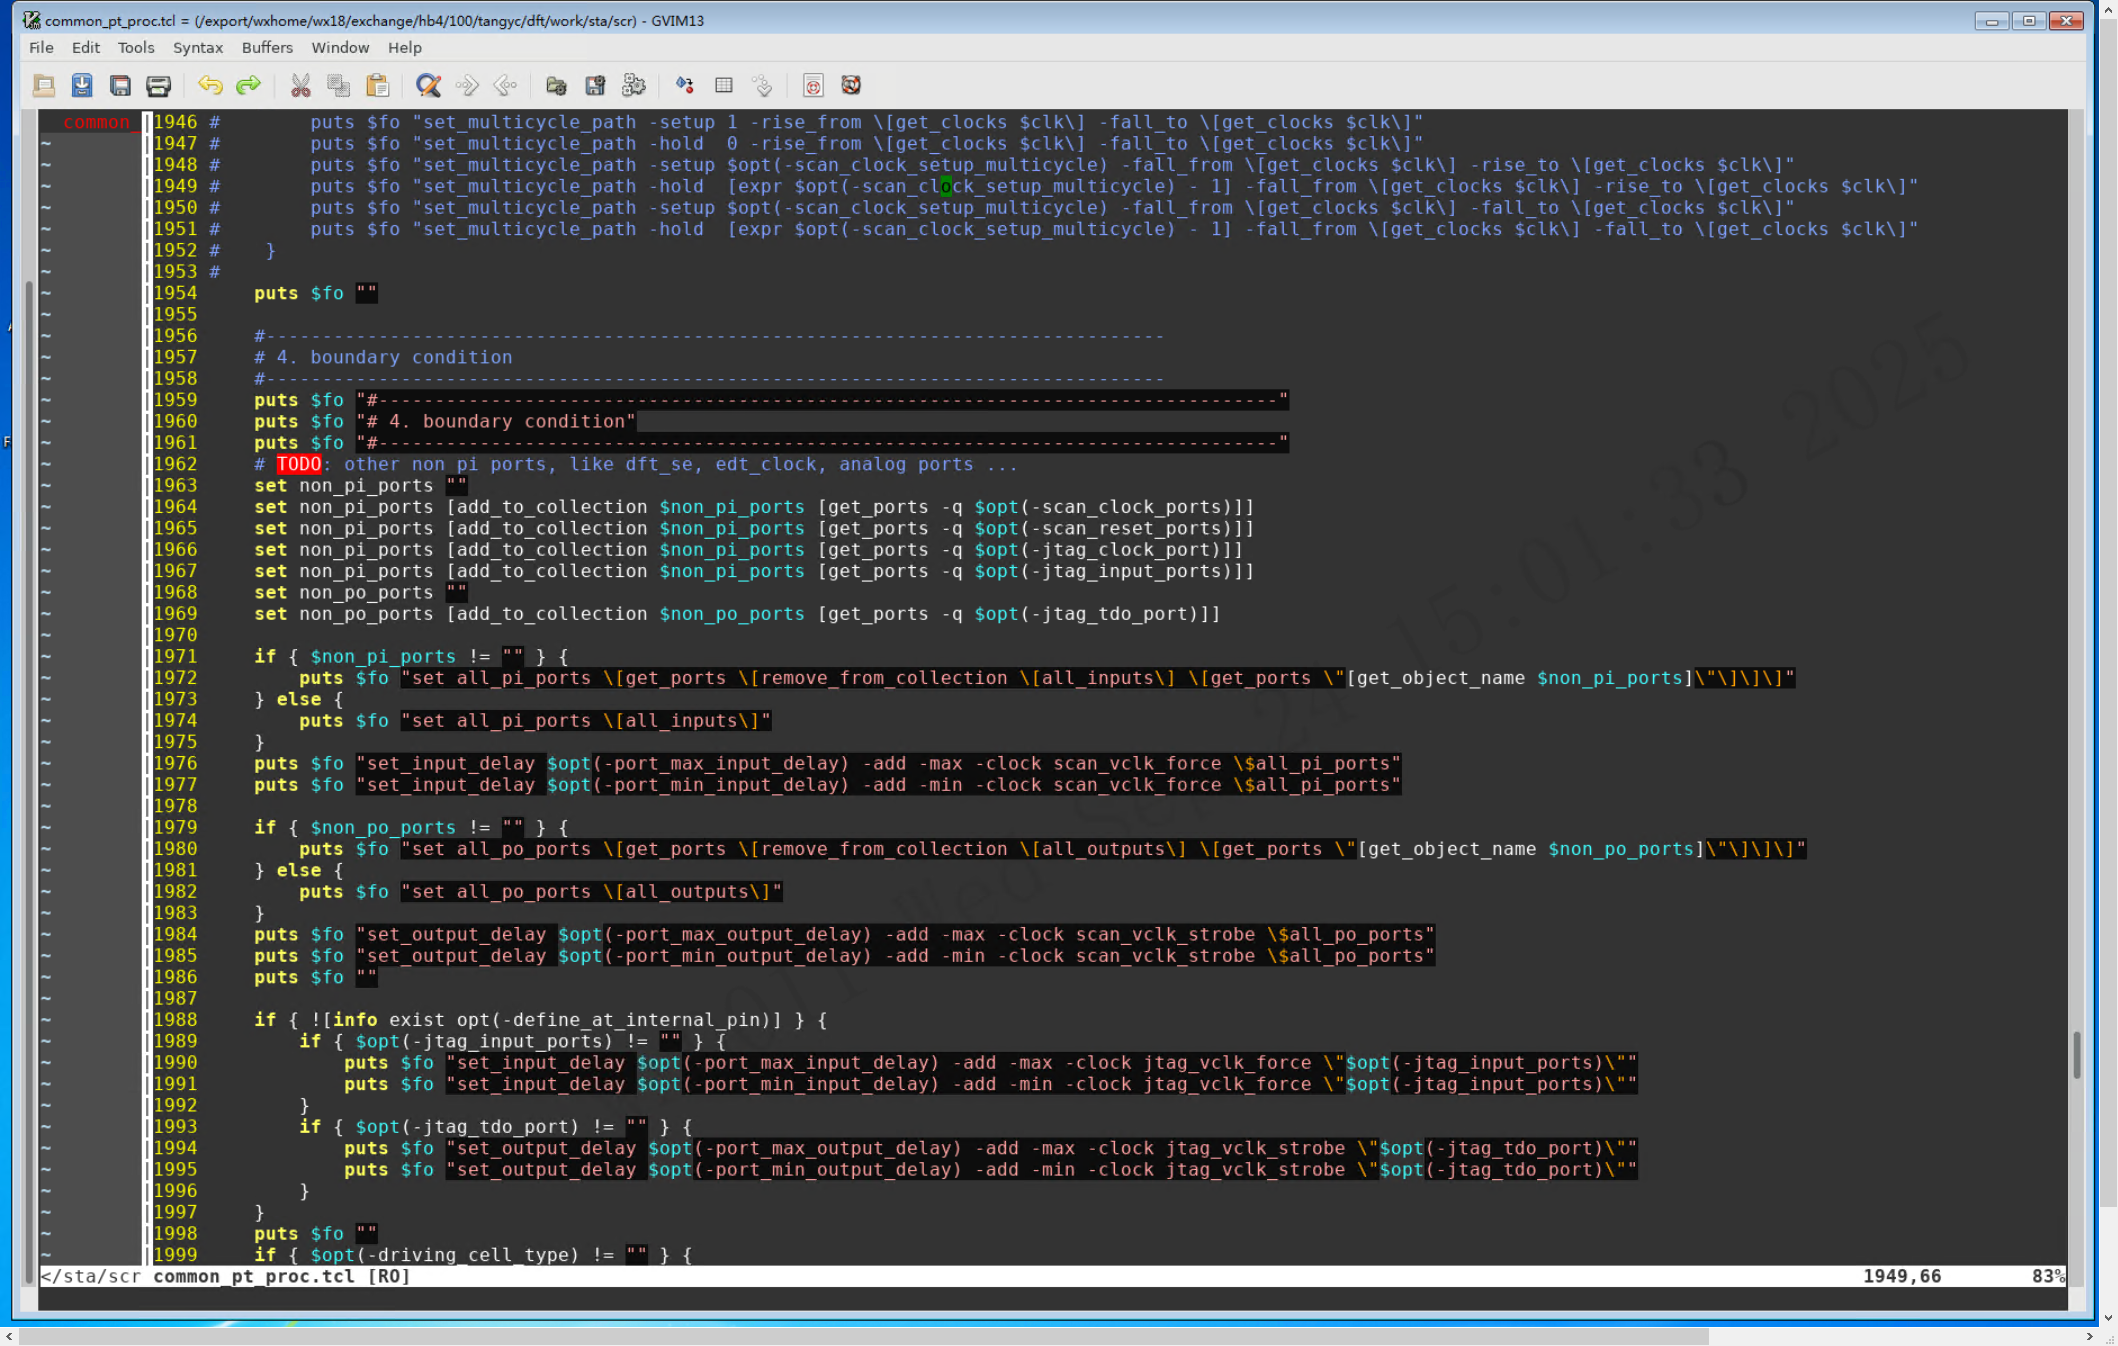 common_pt_proc.tcl = (/export/wxhome/wx18/exchange/hb4/100/tangyc/dft/work/sta/scr) - GVIM13
File Edit Tools Syntax Buffers Window Help
common_
1946 #        puts $fo "set_multicycle_path -setup 1 -rise_from \[get_clocks $clk\] -fall_to \[get_clocks $clk\]"
1947 #        puts $fo "set_multicycle_path -hold  0 -rise_from \[get_clocks $clk\] -fall_to \[get_clocks $clk\]"
1948 #        puts $fo "set_multicycle_path -setup $opt(-scan_clock_setup_multicycle) -fall_from \[get_clocks $clk\] -rise_to \[get_clocks $clk\]"
1949 #        puts $fo "set_multicycle_path -hold  [expr $opt(-scan_clock_setup_multicycle) - 1] -fall_from \[get_clocks $clk\] -rise_to \[get_clocks $clk\]"
1950 #        puts $fo "set_multicycle_path -setup $opt(-scan_clock_setup_multicycle) -fall_from \[get_clocks $clk\] -fall_to \[get_clocks $clk\]"
1951 #        puts $fo "set_multicycle_path -hold  [expr $opt(-scan_clock_setup_multicycle) - 1] -fall_from \[get_clocks $clk\] -fall_to \[get_clocks $clk\]"
1952 #    }
1953 #
1954     puts $fo ""
1955
1956     #--------------------------------------------------------------------------------
1957     # 4. boundary condition
1958     #--------------------------------------------------------------------------------
1959     puts $fo "#--------------------------------------------------------------------------------"
1960     puts $fo "# 4. boundary condition"
1961     puts $fo "#--------------------------------------------------------------------------------"
1962     # TODO: other non pi ports, like dft_se, edt_clock, analog ports ...
1963     set non_pi_ports ""
1964     set non_pi_ports [add_to_collection $non_pi_ports [get_ports -q $opt(-scan_clock_ports)]]
1965     set non_pi_ports [add_to_collection $non_pi_ports [get_ports -q $opt(-scan_reset_ports)]]
1966     set non_pi_ports [add_to_collection $non_pi_ports [get_ports -q $opt(-jtag_clock_port)]]
1967     set non_pi_ports [add_to_collection $non_pi_ports [get_ports -q $opt(-jtag_input_ports)]]
1968     set non_po_ports ""
1969     set non_po_ports [add_to_collection $non_po_ports [get_ports -q $opt(-jtag_tdo_port)]]
1970
1971     if { $non_pi_ports != "" } {
1972         puts $fo "set all_pi_ports \[get_ports \[remove_from_collection \[all_inputs\] \[get_ports \"[get_object_name $non_pi_ports]\"\]\]\]"
1973     } else {
1974         puts $fo "set all_pi_ports \[all_inputs\]"
1975     }
1976     puts $fo "set_input_delay $opt(-port_max_input_delay) -add -max -clock scan_vclk_force \$all_pi_ports"
1977     puts $fo "set_input_delay $opt(-port_min_input_delay) -add -min -clock scan_vclk_force \$all_pi_ports"
1978
1979     if { $non_po_ports != "" } {
1980         puts $fo "set all_po_ports \[get_ports \[remove_from_collection \[all_outputs\] \[get_ports \"[get_object_name $non_po_ports]\"\]\]\]"
1981     } else {
1982         puts $fo "set all_po_ports \[all_outputs\]"
1983     }
1984     puts $fo "set_output_delay $opt(-port_max_output_delay) -add -max -clock scan_vclk_strobe \$all_po_ports"
1985     puts $fo "set_output_delay $opt(-port_min_output_delay) -add -min -clock scan_vclk_strobe \$all_po_ports"
1986     puts $fo ""
1987
1988     if { ![info exist opt(-define_at_internal_pin)] } {
1989         if { $opt(-jtag_input_ports) != "" } {
1990             puts $fo "set_input_delay $opt(-port_max_input_delay) -add -max -clock jtag_vclk_force \"$opt(-jtag_input_ports)\""
1991             puts $fo "set_input_delay $opt(-port_min_input_delay) -add -min -clock jtag_vclk_force \"$opt(-jtag_input_ports)\""
1992         }
1993         if { $opt(-jtag_tdo_port) != "" } {
1994             puts $fo "set_output_delay $opt(-port_max_output_delay) -add -max -clock jtag_vclk_strobe \"$opt(-jtag_tdo_port)\""
1995             puts $fo "set_output_delay $opt(-port_min_output_delay) -add -min -clock jtag_vclk_strobe \"$opt(-jtag_tdo_port)\""
1996         }
1997     }
1998     puts $fo ""
1999     if { $opt(-driving_cell_type) != "" } {
</sta/scr common_pt_proc.tcl [RO] 1949,66 83%
Wed Sep 24 15:01:33 2025